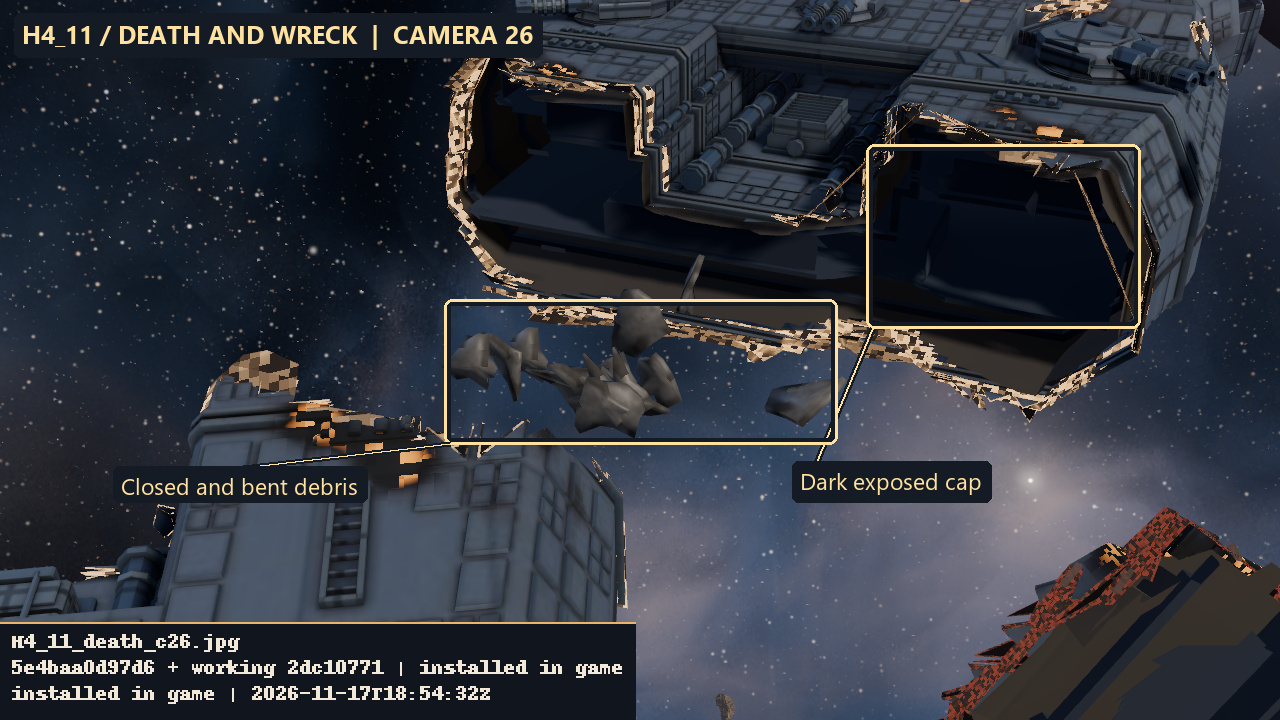 H4_11 / DEATH AND WRECK | CAMERA 26
Closed and bent debris
Dark exposed cap
H4_11_death_c26.jpg
5e4baa0d97d6 + working 2dc10771 | installed in game
installed in game | 2026-11-17T18:54:32Z